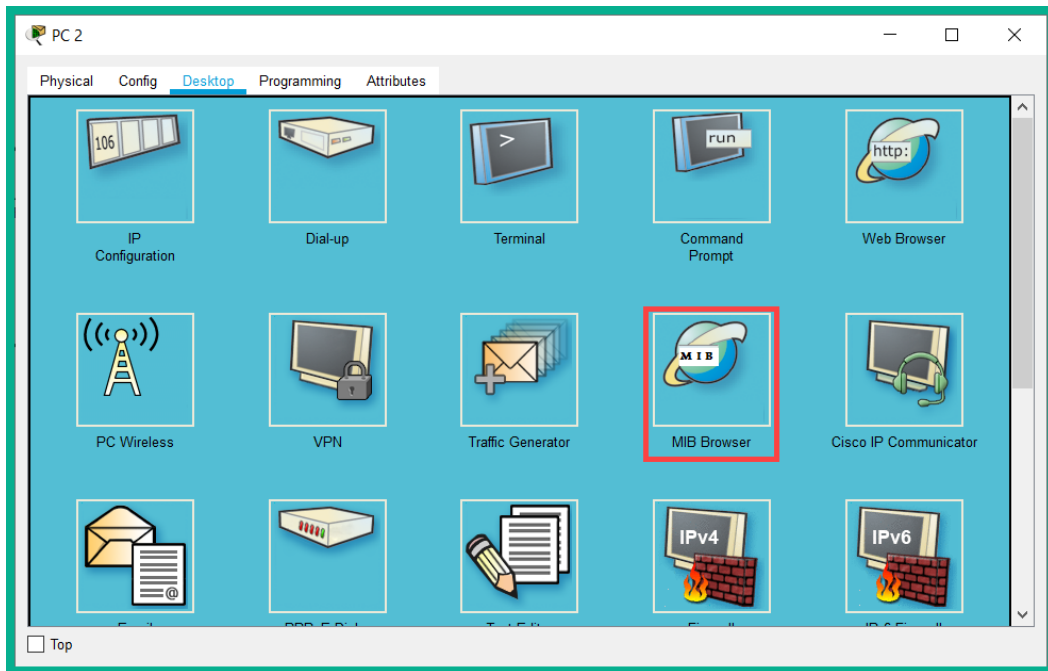 PC 2
Physical Config Desktop Programming Attributes
106
>
run
http:
IP
Configuration
Dial-up
Terminal
Command
Prompt
Web Browser
MIB
PC Wireless
VPN
Traffic Generator
MIB Browser
Cisco IP Communicator
@
IPv4
IPv6
Top